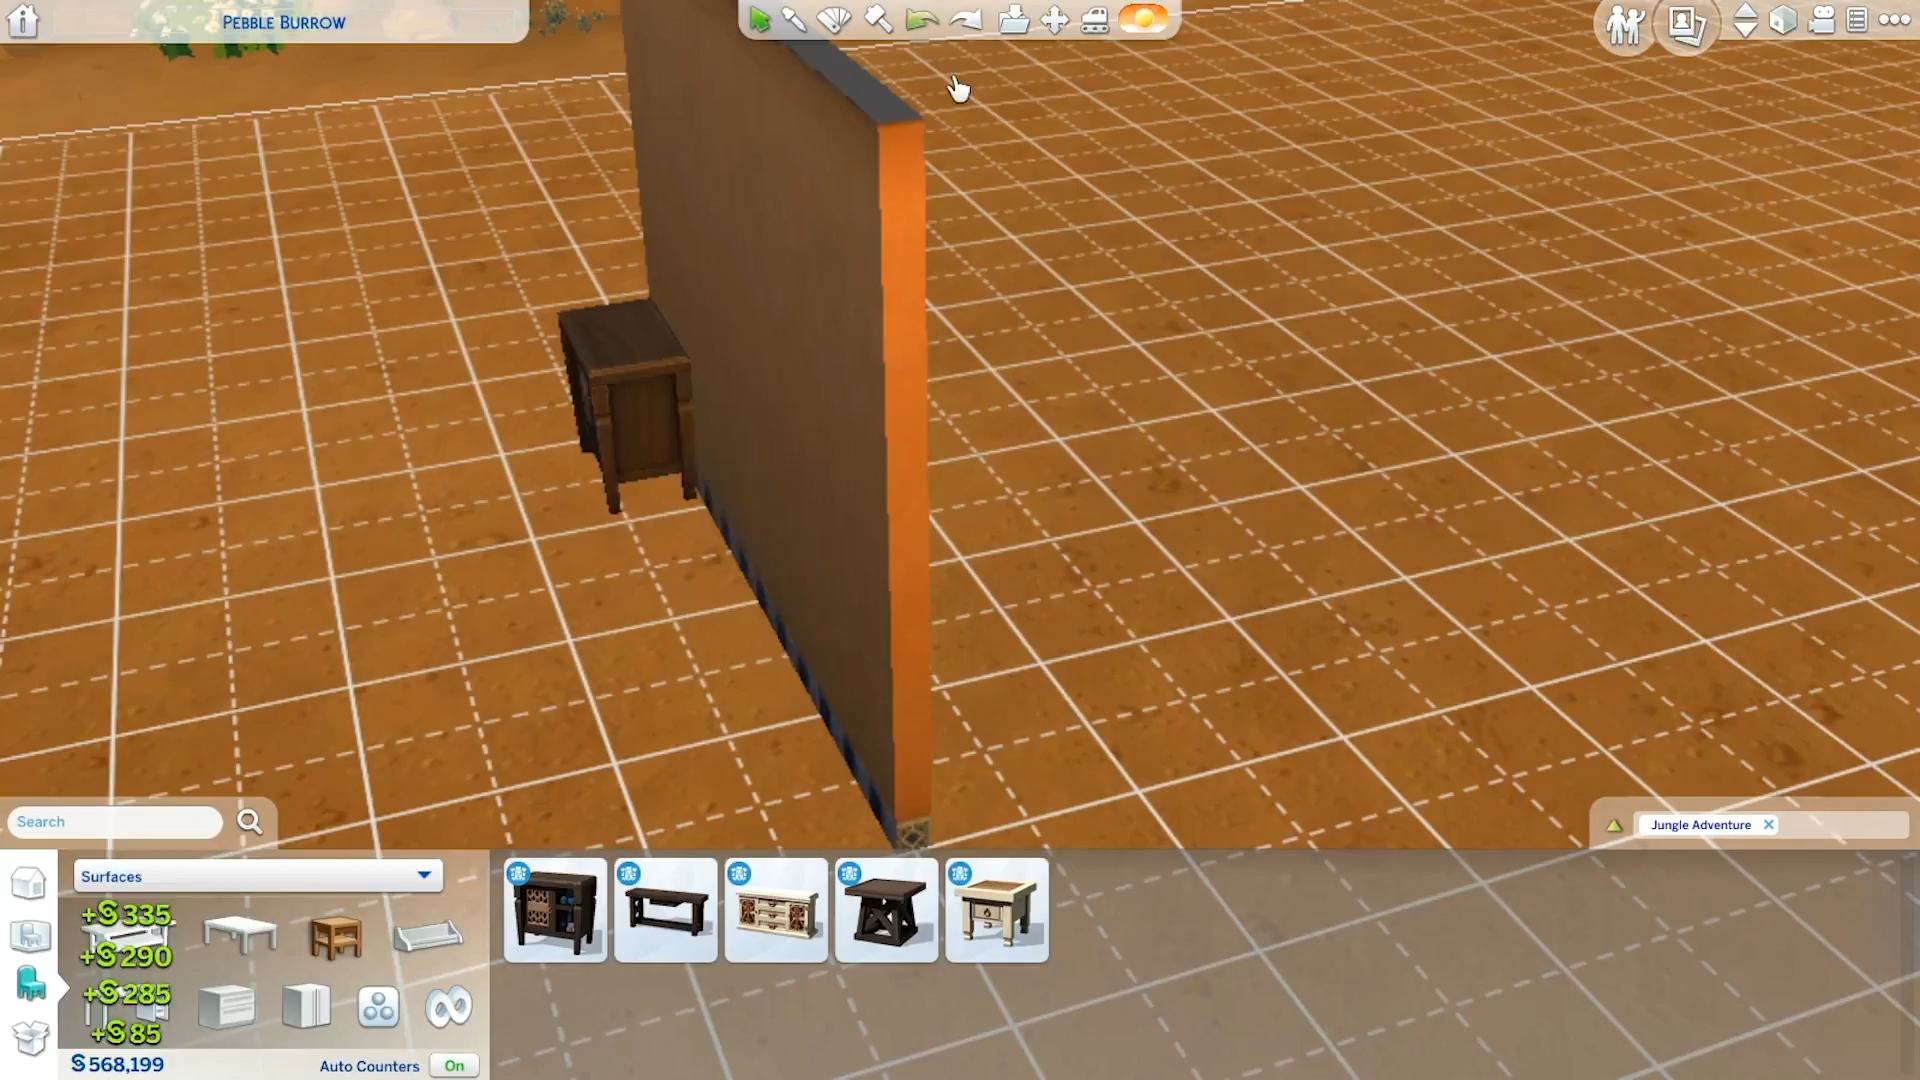 PEBBLE BURROW
Search
Jungle Adventure
Surfaces
+§335
+§290
+§285
+§85
§568,199
Auto Counters
On